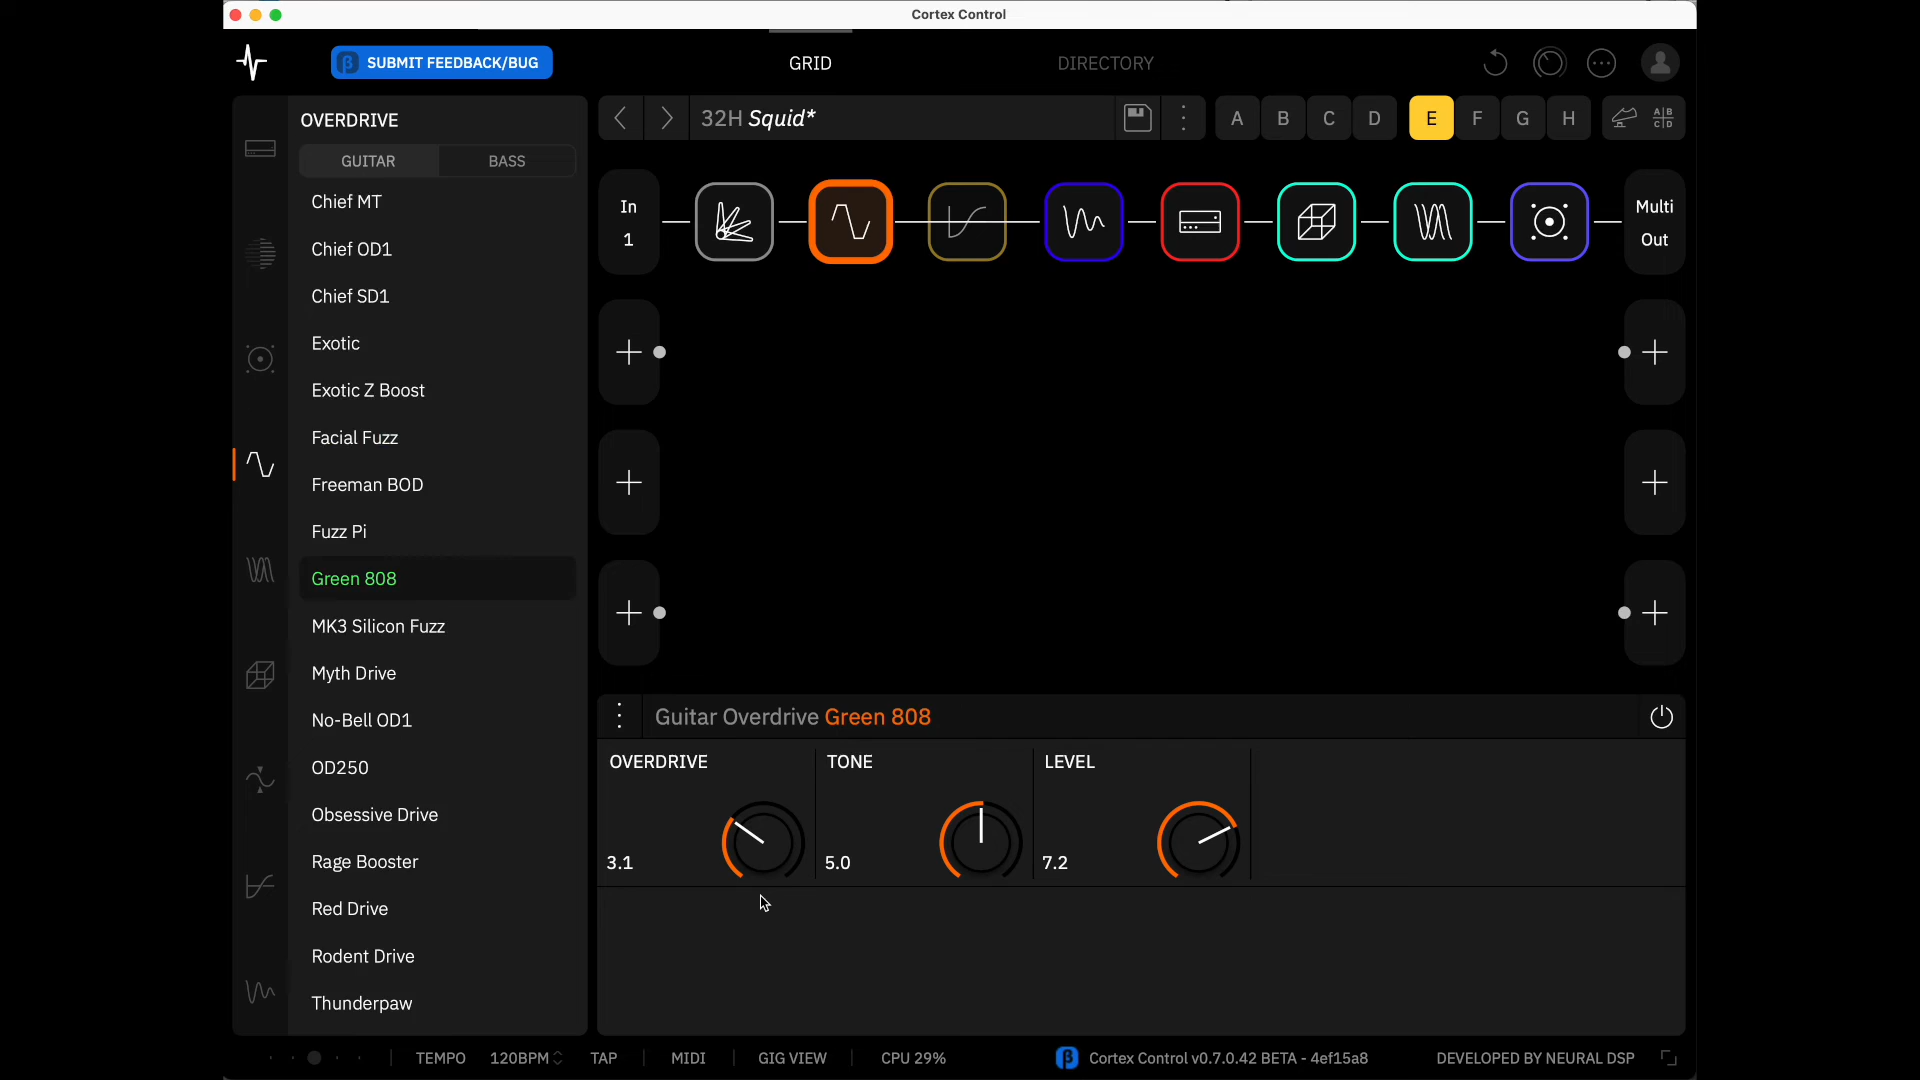 Cortex Control
β SUBMIT FEEDBACK/BUG
GRID
DIRECTORY
OVERDRIVE
GUITAR
BASS
Chief MT
Chief OD1
Chief SD1
Exotic
Exotic Z Boost
Facial Fuzz
Freeman BOD
Fuzz Pi
Green 808
MK3 Silicon Fuzz
Myth Drive
No-Bell OD1
OD250
Obsessive Drive
Rage Booster
Red Drive
Rodent Drive
Thunderpaw
32H Squid*
A B C D E F G H
A|B
C|D
In
1
Multi
Out
Guitar Overdrive Green 808
OVERDRIVE
3.1
TONE
5.0
LEVEL
7.2
TEMPO 120BPM TAP MIDI GIG VIEW CPU 29%
β Cortex Control v0.7.0.42 BETA - 4ef15a8
DEVELOPED BY NEURAL DSP